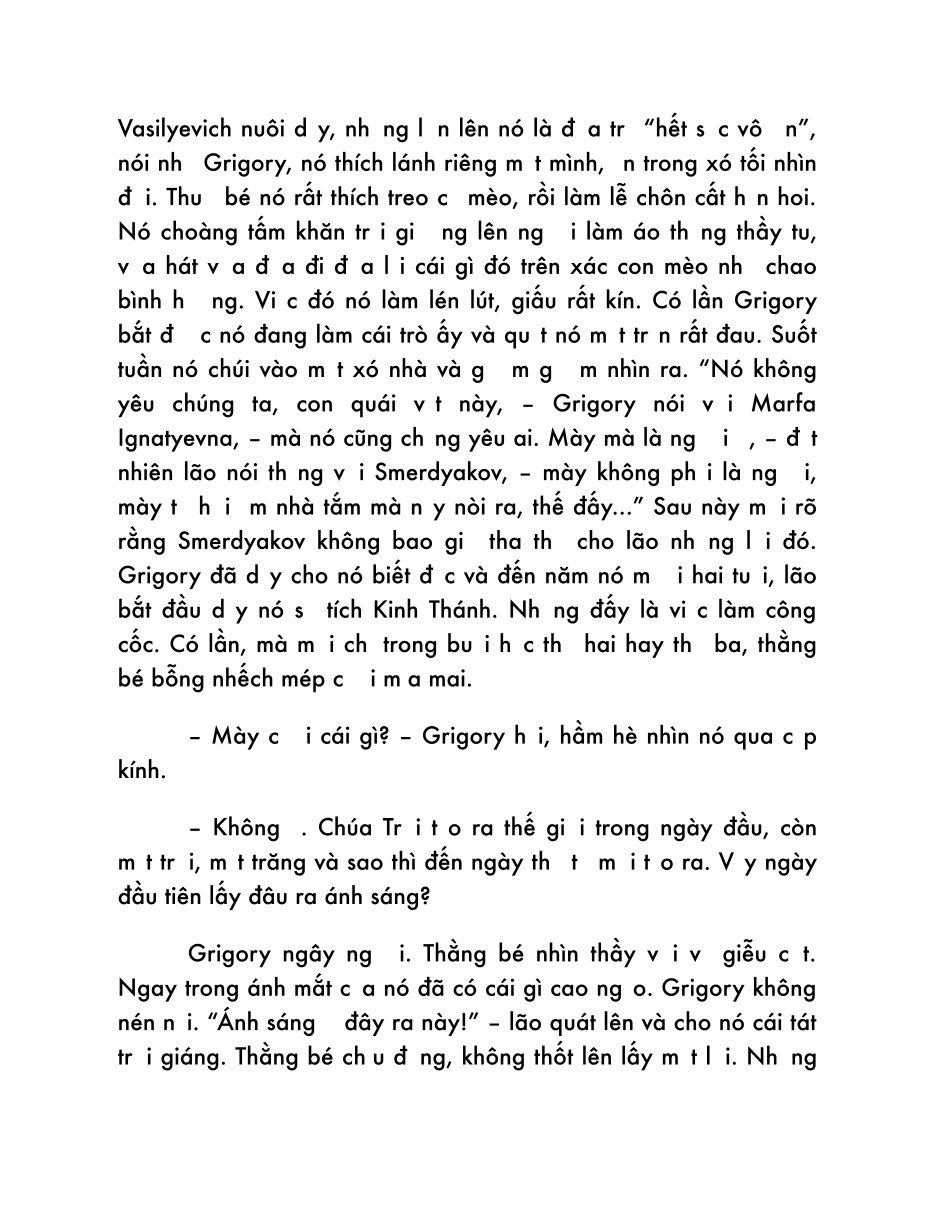 Vasilyevich nuôi d y, nh ng l n lên nó là đ a tr  “hết s c vô  n”,
nói nh  Grigory, nó thích lánh riêng m t mình,  n trong xó tối nhìn
đ i. Thu  bé nó rất thích treo c  mèo, rồi làm lễ chôn cất h n hoi.
Nó choàng tấm khăn tr i gi  ng lên ng  i làm áo th ng thầy tu,
v a hát v a đ a đi đ a l i cái gì đó trên xác con mèo nh  chao
bình h  ng. Vi c đó nó làm lén lút, giấu rất kín. Có lần Grigory
bắt đ  c nó đang làm cái trò ấy và qu t nó m t tr n rất đau. Suốt
tuần nó chúi vào m t xó nhà và g  m g  m nhìn ra. “Nó không
yêu chúng ta, con quái v t này, – Grigory nói v i Marfa
Ignatyevna, – mà nó cũng ch ng yêu ai. Mày mà là ng  i  , – đ t
nhiên lão nói th ng v i Smerdyakov, – mày không ph i là ng  i,
mày t  h i  m nhà tắm mà n y nòi ra, thế đấy...” Sau này m i rõ
rằng Smerdyakov không bao gi  tha th  cho lão nh ng l i đó.
Grigory đã d y cho nó biết đ c và đến năm nó m  i hai tu i, lão
bắt đầu d y nó s  tích Kinh Thánh. Nh ng đấy là vi c làm công
cốc. Có lần, mà m i ch  trong bu i h c th  hai hay th  ba, thằng
bé bỗng nhếch mép c  i m a mai.
– Mày c  i cái gì? – Grigory h i, hầm hè nhìn nó qua c p
kính.
– Không  . Chúa Tr i t o ra thế gi i trong ngày đầu, còn
m t tr i, m t trăng và sao thì đến ngày th  t  m i t o ra. V y ngày
đầu tiên lấy đâu ra ánh sáng?
Grigory ngây ng  i. Thằng bé nhìn thầy v i v  giễu c t.
Ngay trong ánh mắt c a nó đã có cái gì cao ng o. Grigory không
nén n i. “Ánh sáng   đây ra này!” – lão quát lên và cho nó cái tát
tr i giáng. Thằng bé ch u đ ng, không thốt lên lấy m t l i. Nh ng